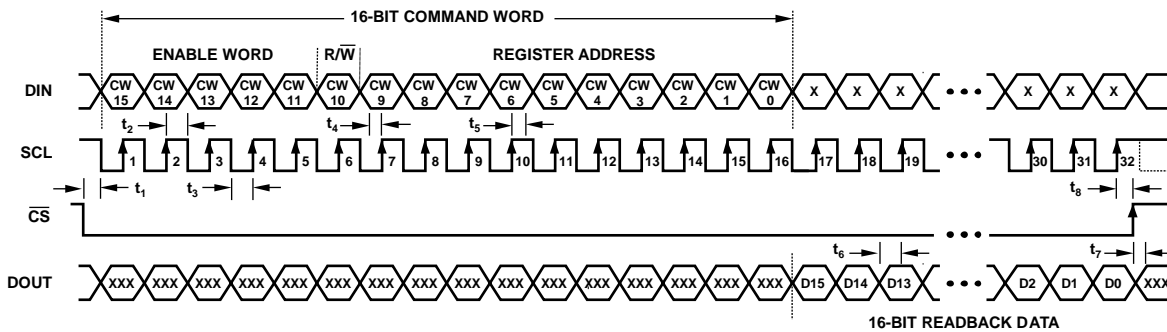 16-BIT COMMAND WORD
ENABLE WORD R/W̅ REGISTER ADDRESS
DIN CW 15 CW 14 CW 13 CW 12 CW 11 CW 10 CW 9 CW 8 CW 7 CW 6 CW 5 CW 4 CW 3 CW 2 CW 1 CW 0 X X X X X X
t2 t4 t5
SCL 1 2 3 4 5 6 7 8 9 10 11 12 13 14 15 16 17 18 19 30 31 32
t1 t3 t8
C̅S̅
t6 t7
DOUT XXX XXX XXX XXX XXX XXX XXX XXX XXX XXX XXX XXX XXX XXX XXX XXX D15 D14 D13 D2 D1 D0 XXX
16-BIT READBACK DATA